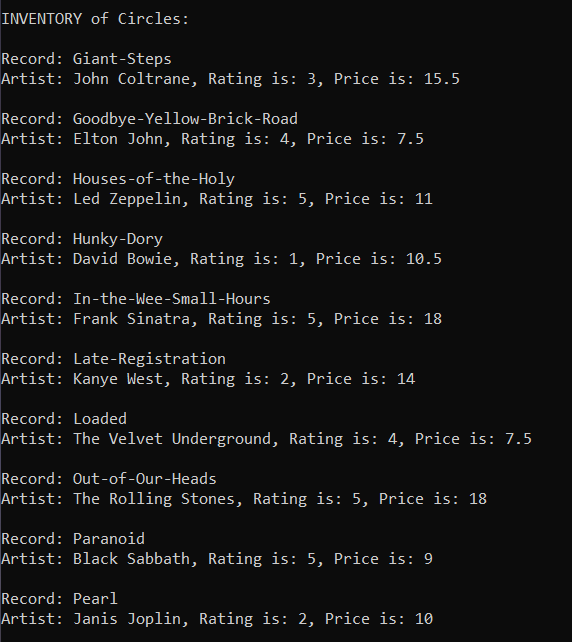 INVENTORY of Circles:
Record: Giant-Steps
Artist: John Coltrane, Rating is: 3, Price is: 15.5
Record: Goodbye-Yellow-Brick-Road
Artist: Elton John, Rating is: 4, Price is: 7.5
Record: Houses-of-the-Holy
Artist: Led Zeppelin, Rating is: 5, Price is: 11
Record: Hunky-Dory
Artist: David Bowie, Rating is: 1, Price is: 10.5
Record: In-the-Wee-Small-Hours
Artist: Frank Sinatra, Rating is: 5, Price is: 18
Record: Late-Registration
Artist: Kanye West, Rating is: 2, Price is: 14
Record: Loaded
Artist: The Velvet Underground, Rating is: 4, Price is: 7.5
Record: Out-of-Our-Heads
Artist: The Rolling Stones, Rating is: 5, Price is: 18
Record: Paranoid
Artist: Black Sabbath, Rating is: 5, Price is: 9
Record: Pearl
Artist: Janis Joplin, Rating is: 2, Price is: 10